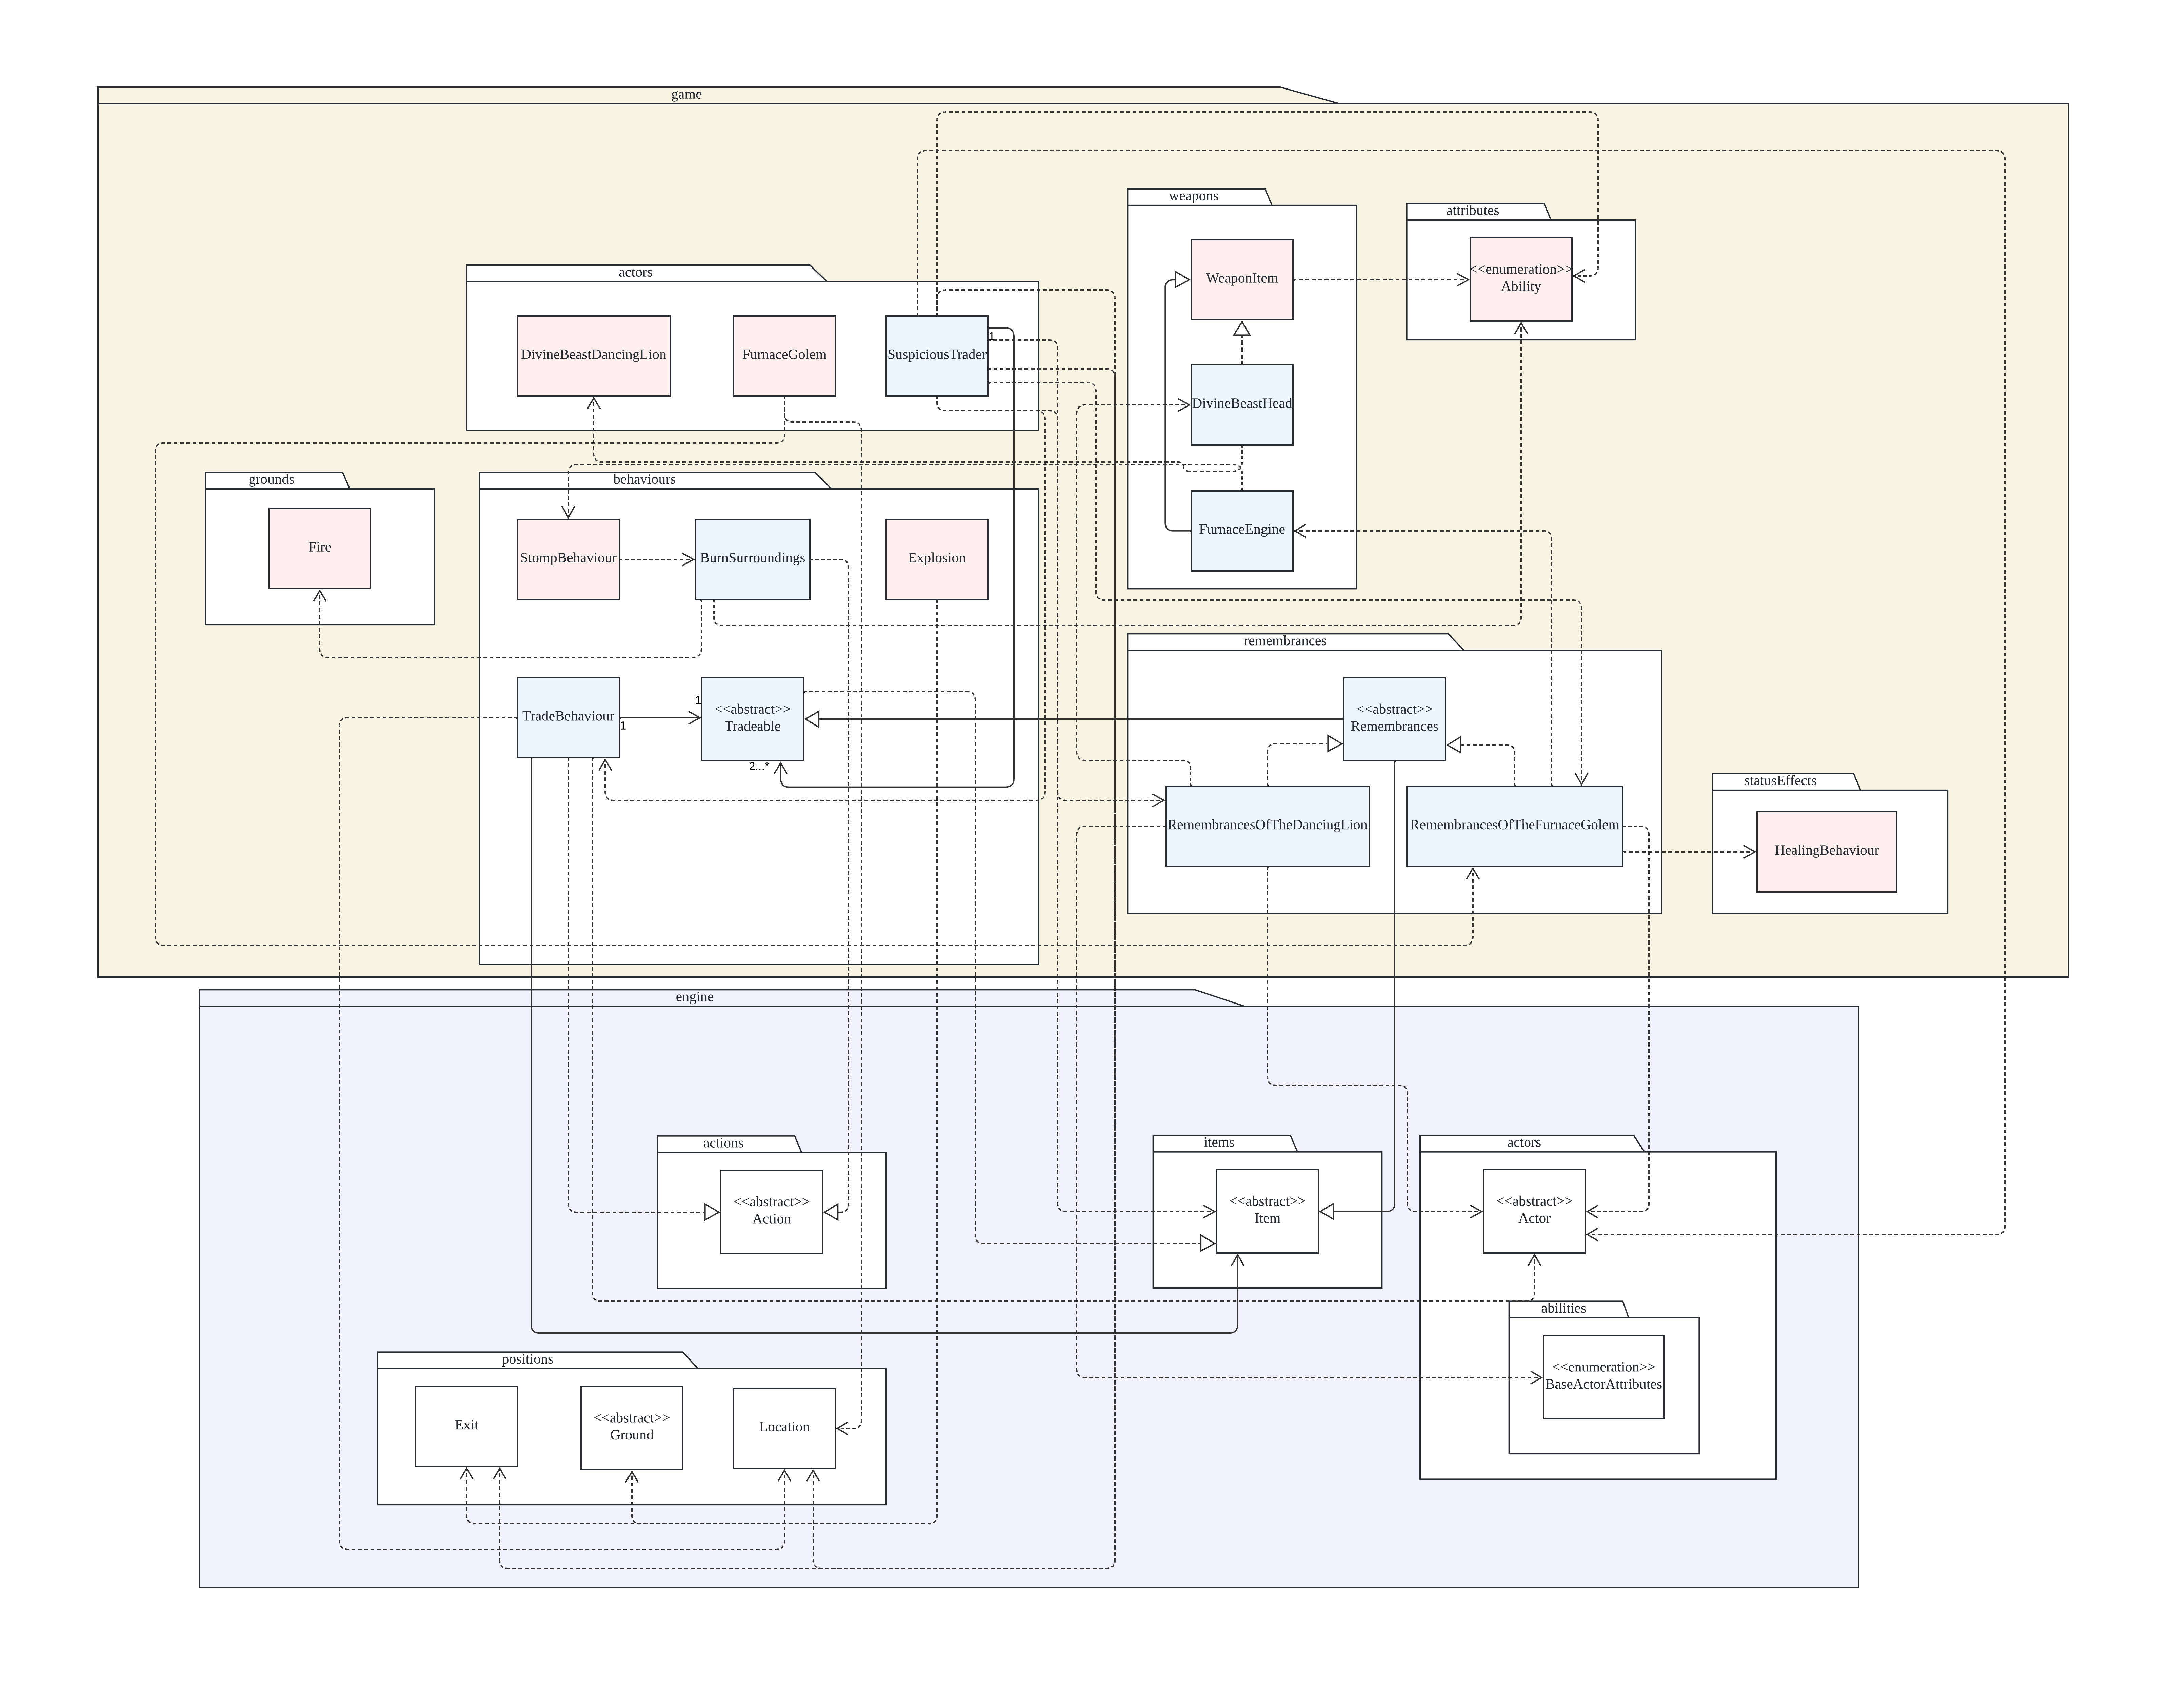 game
weapons
attributes
WeaponItem
<<enumeration>>
Ability
actors
DivineBeastDancingLion
FurnaceGolem
SuspiciousTrader
1
DivineBeastHead
grounds
behaviours
Fire
StompBehaviour
BurnSurroundings
Explosion
FurnaceEngine
remembrances
TradeBehaviour
1
1
<<abstract>>
Tradeable
2...*
<<abstract>>
Remembrances
RemembrancesOfTheDancingLion
RemembrancesOfTheFurnaceGolem
statusEffects
HealingBehaviour
engine
actions
<<abstract>>
Action
items
<<abstract>>
Item
actors
<<abstract>>
Actor
abilities
<<enumeration>>
BaseActorAttributes
positions
Exit
<<abstract>>
Ground
Location